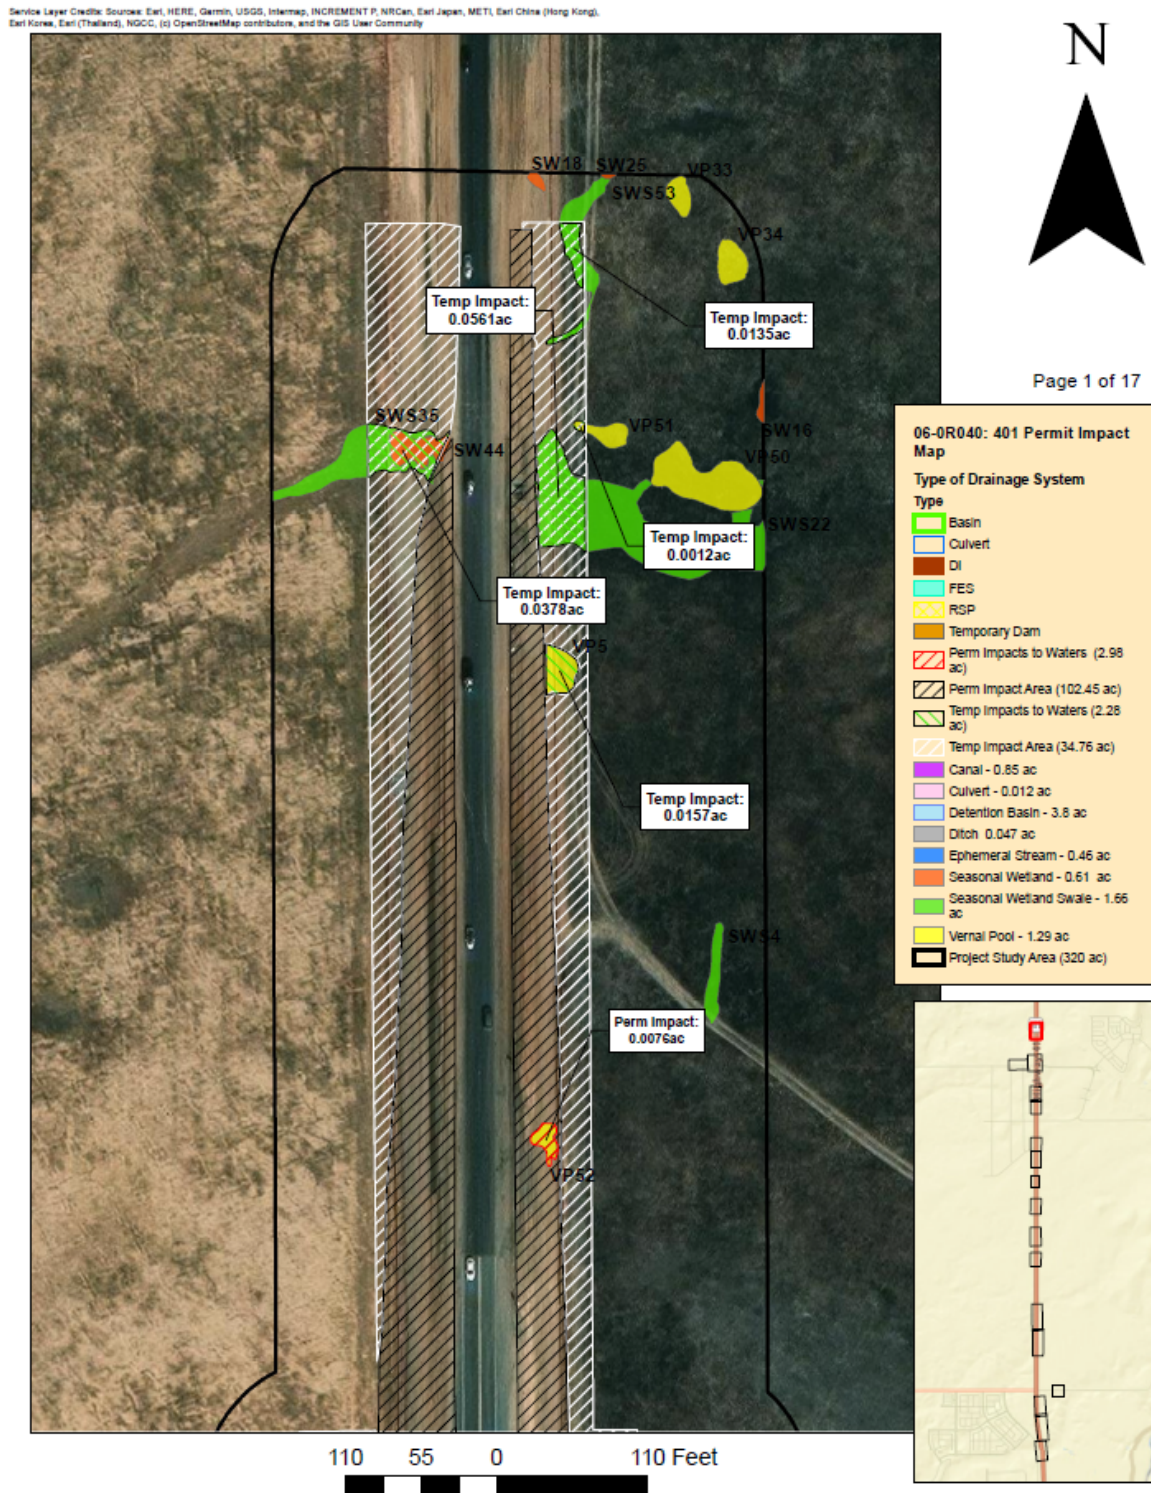 Service Layer Credits: Sources: Esri, HERE, Garmin, USGS, Intermap, INCREMENT P, NRCan, Esri Japan, METI, Esri China (Hong Kong),
Esri Korea, Esri (Thailand), NGCC, (c) OpenStreetMap contributors, and the GIS User Community
N
SW18
SW25
VP33
SWS53
VP34
Temp Impact:
0.0561ac
Temp Impact:
0.0135ac
Page 1 of 17
SWS35
VP51
SW16
SW44
VP50
SWS22
Temp Impact:
0.0012ac
Temp Impact:
0.0378ac
VP5
Temp Impact:
0.0157ac
SWS4
Perm Impact:
0.0076ac
VP52
06-0R040: 401 Permit Impact
Map
Type of Drainage System
Type
Basin
Culvert
DI
FES
RSP
Temporary Dam
Perm Impacts to Waters (2.98
ac)
Perm Impact Area (102.45 ac)
Temp Impacts to Waters (2.28
ac)
Temp Impact Area (34.76 ac)
Canal - 0.85 ac
Culvert - 0.012 ac
Detention Basin - 3.8 ac
Ditch 0.047 ac
Ephemeral Stream - 0.46 ac
Seasonal Wetland - 0.61 ac
Seasonal Wetland Swale - 1.66
ac
Vernal Pool - 1.29 ac
Project Study Area (320 ac)
110 55 0 110 Feet